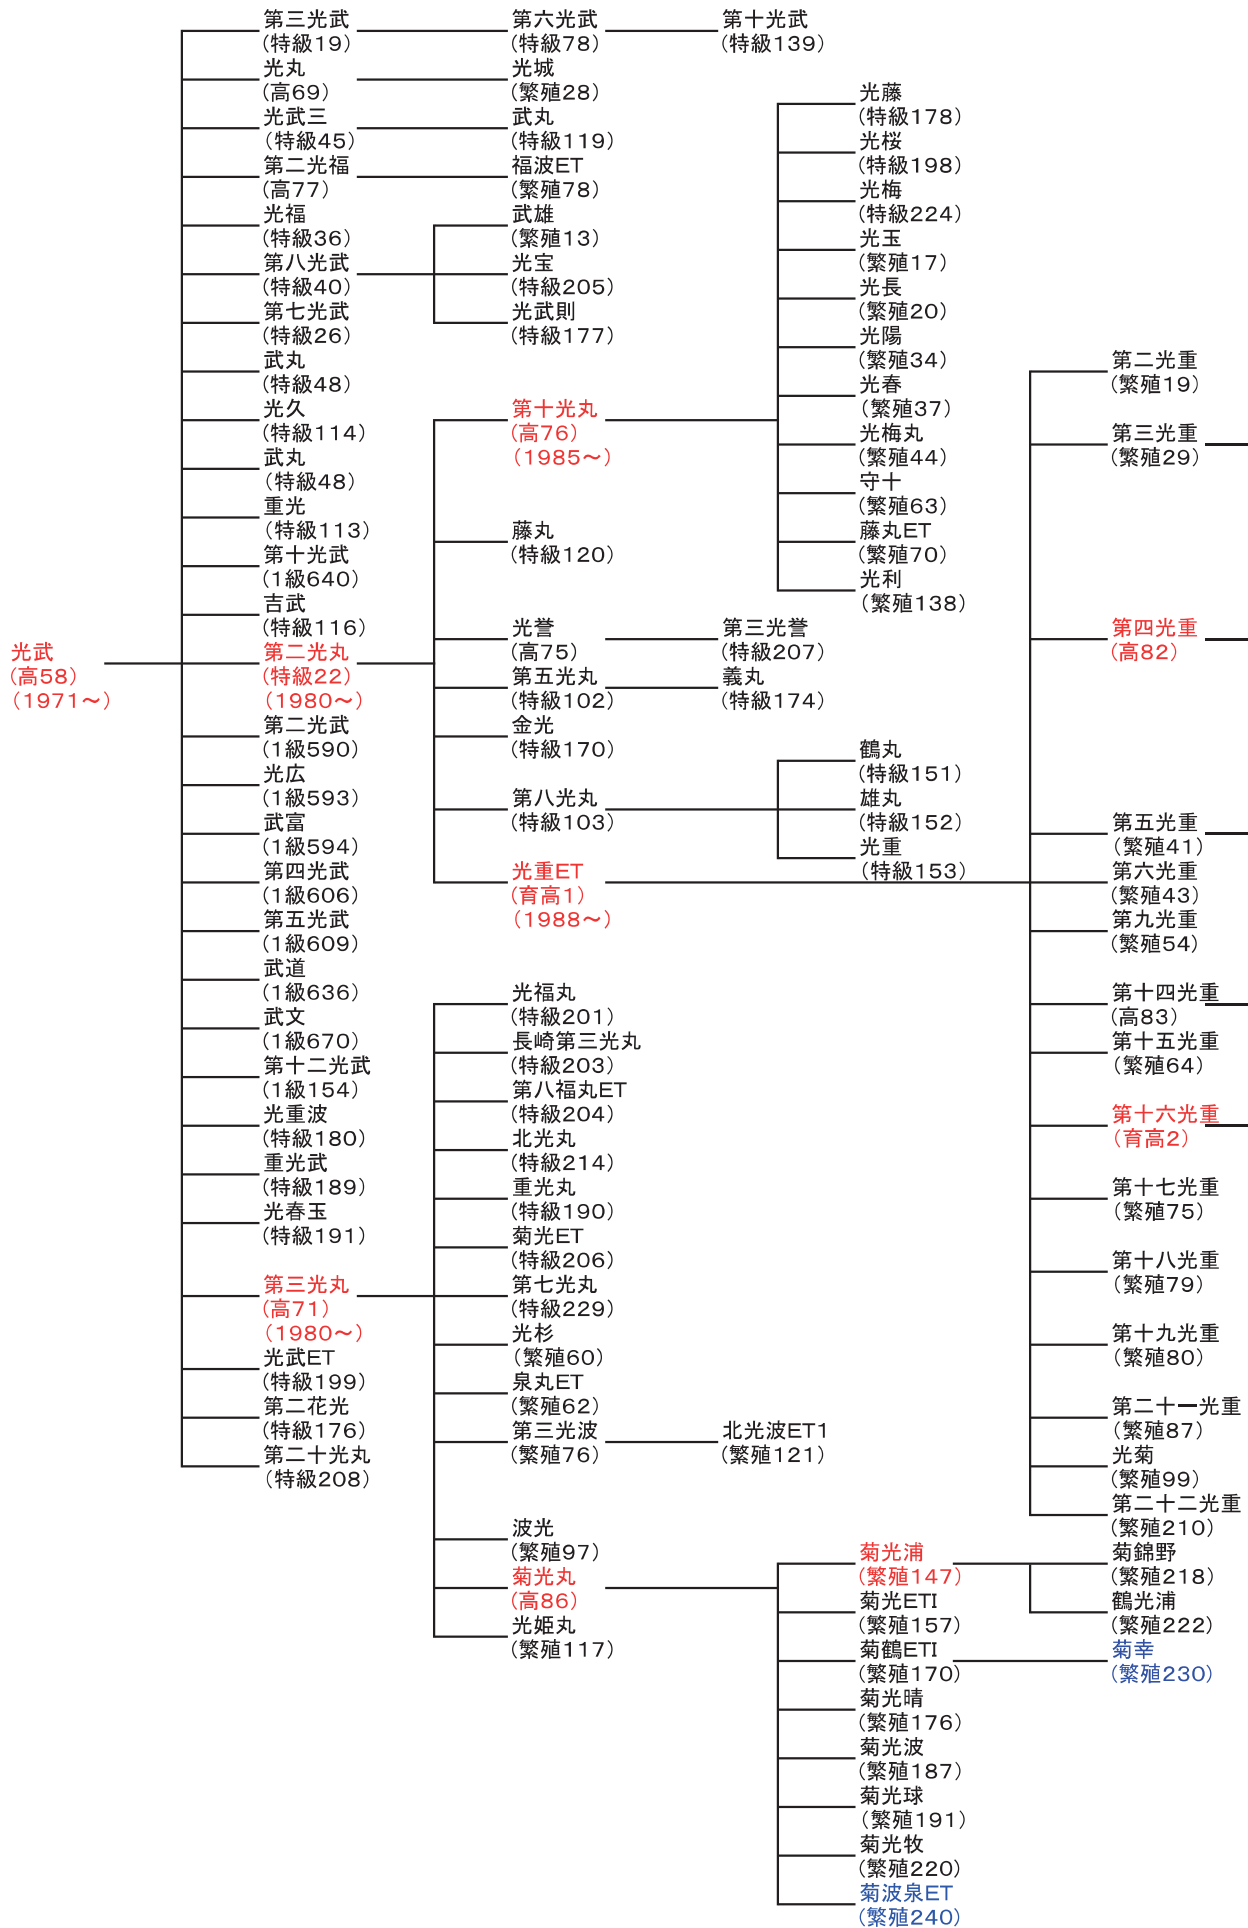 光武
(高58)
(1971～)
第三光武
(特級19)
光丸
(高69)
光武三
(特級45)
第二光福
(高77)
光福
(特級36)
第八光武
(特級40)
第七光武
(特級26)
武丸
(特級48)
光久
(特級114)
武丸
(特級48)
重光
(特級113)
第十光武
(1級640)
吉武
(特級116)
第二光丸
(特級22)
(1980～)
第二光武
(1級590)
光広
(1級593)
武富
(1級594)
第四光武
(1級606)
第五光武
(1級609)
武道
(1級636)
武文
(1級670)
第十二光武
(1級154)
光重波
(特級180)
重光武
(特級189)
光春玉
(特級191)
第三光丸
(高71)
(1980～)
光武ET
(特級199)
第二花光
(特級176)
第二十光丸
(特級208)
第六光武
(特級78)
光城
(繁殖28)
武丸
(特級119)
福波ET
(繁殖78)
武雄
(繁殖13)
光宝
(特級205)
光武則
(特級177)
第十光丸
(高76)
(1985～)
藤丸
(特級120)
光誉
(高75)
第五光丸
(特級102)
金光
(特級170)
第八光丸
(特級103)
光重ET
(育高1)
(1988～)
光福丸
(特級201)
長崎第三光丸
(特級203)
第八福丸ET
(特級204)
北光丸
(特級214)
重光丸
(特級190)
菊光ET
(特級206)
第七光丸
(特級229)
光杉
(繁殖60)
泉丸ET
(繁殖62)
第三光波
(繁殖76)
波光
(繁殖97)
菊光丸
(高86)
光姫丸
(繁殖117)
第十光武
(特級139)
第三光誉
(特級207)
義丸
(特級174)
北光波ET1
(繁殖121)
光藤
(特級178)
光桜
(特級198)
光梅
(特級224)
光玉
(繁殖17)
光長
(繁殖20)
光陽
(繁殖34)
光春
(繁殖37)
光梅丸
(繁殖44)
守十
(繁殖63)
藤丸ET
(繁殖70)
光利
(繁殖138)
鶴丸
(特級151)
雄丸
(特級152)
光重
(特級153)
菊光浦
(繁殖147)
菊光ETI
(繁殖157)
菊鶴ETI
(繁殖170)
菊光晴
(繁殖176)
菊光波
(繁殖187)
菊光球
(繁殖191)
菊光牧
(繁殖220)
菊波泉ET
(繁殖240)
第二光重
(繁殖19)
第三光重
(繁殖29)
第四光重
(高82)
第五光重
(繁殖41)
第六光重
(繁殖43)
第九光重
(繁殖54)
第十四光重
(高83)
第十五光重
(繁殖64)
第十六光重
(育高2)
第十七光重
(繁殖75)
第十八光重
(繁殖79)
第十九光重
(繁殖80)
第二十一光重
(繁殖87)
光菊
(繁殖99)
第二十二光重
(繁殖210)
菊錦野
(繁殖218)
鶴光浦
(繁殖222)
菊幸
(繁殖230)